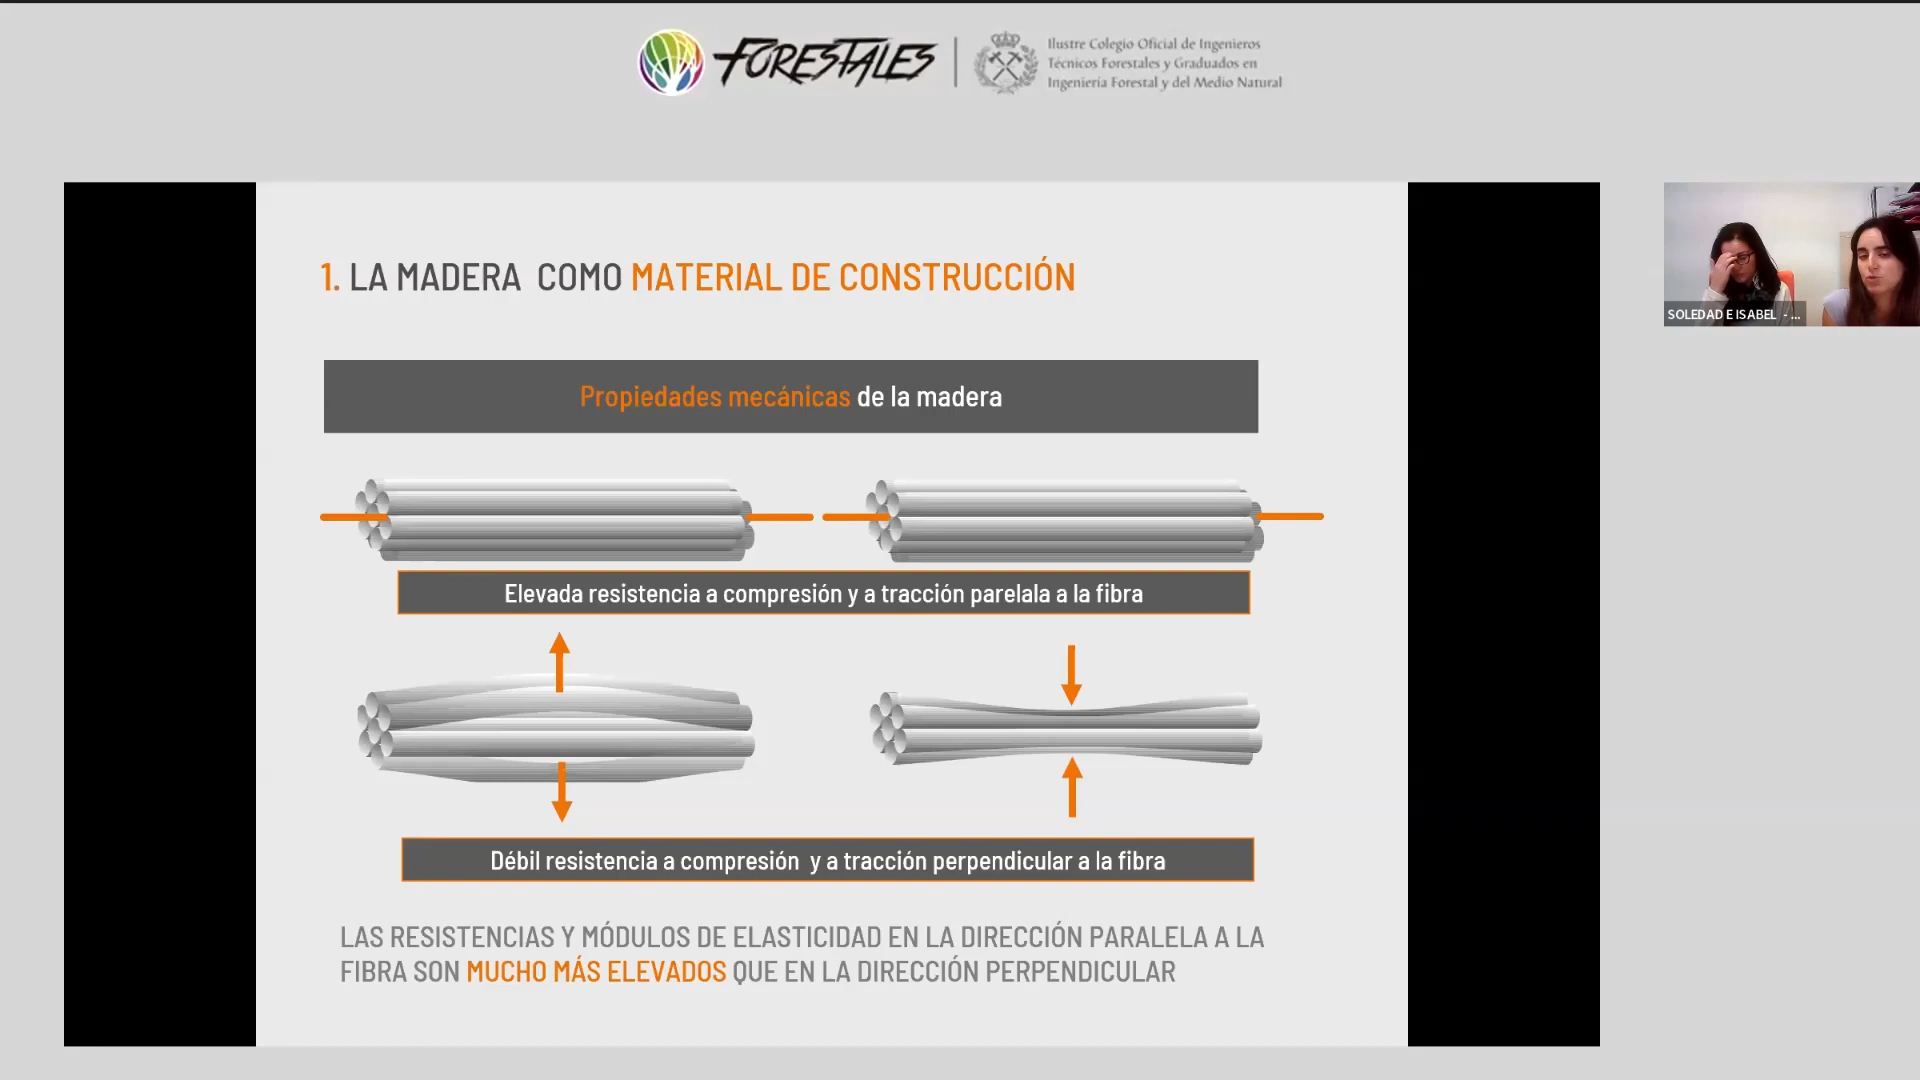 FORESTALES
Ilustre Colegio Oficial de Ingenieros
Técnicos Forestales y Graduados en
Ingeniería Forestal y del Medio Natural
1. LA MADERA COMO MATERIAL DE CONSTRUCCIÓN
SOLEDAD E ISABEL - ...
Propiedades mecánicas de la madera
Elevada resistencia a compresión y a tracción parelala a la fibra
Débil resistencia a compresión y a tracción perpendicular a la fibra
LAS RESISTENCIAS Y MÓDULOS DE ELASTICIDAD EN LA DIRECCIÓN PARALELA A LA
FIBRA SON MUCHO MÁS ELEVADOS QUE EN LA DIRECCIÓN PERPENDICULAR